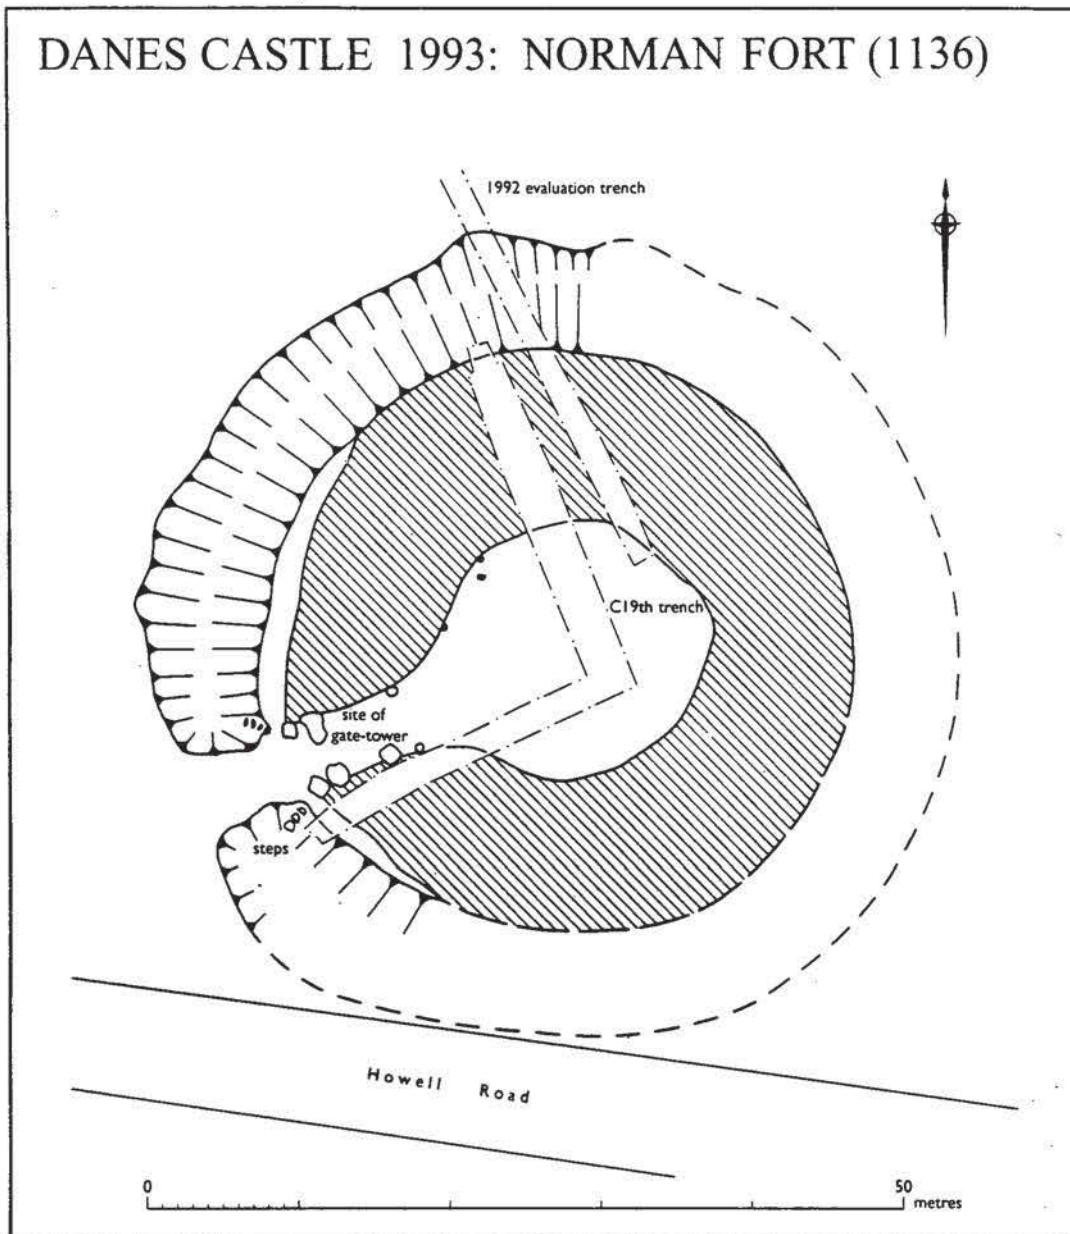 DANES CASTLE 1993: NORMAN FORT (1136)
1992 evaluation trench
C19th trench
site of
gate-tower
steps
Howell Road
0
50
metres